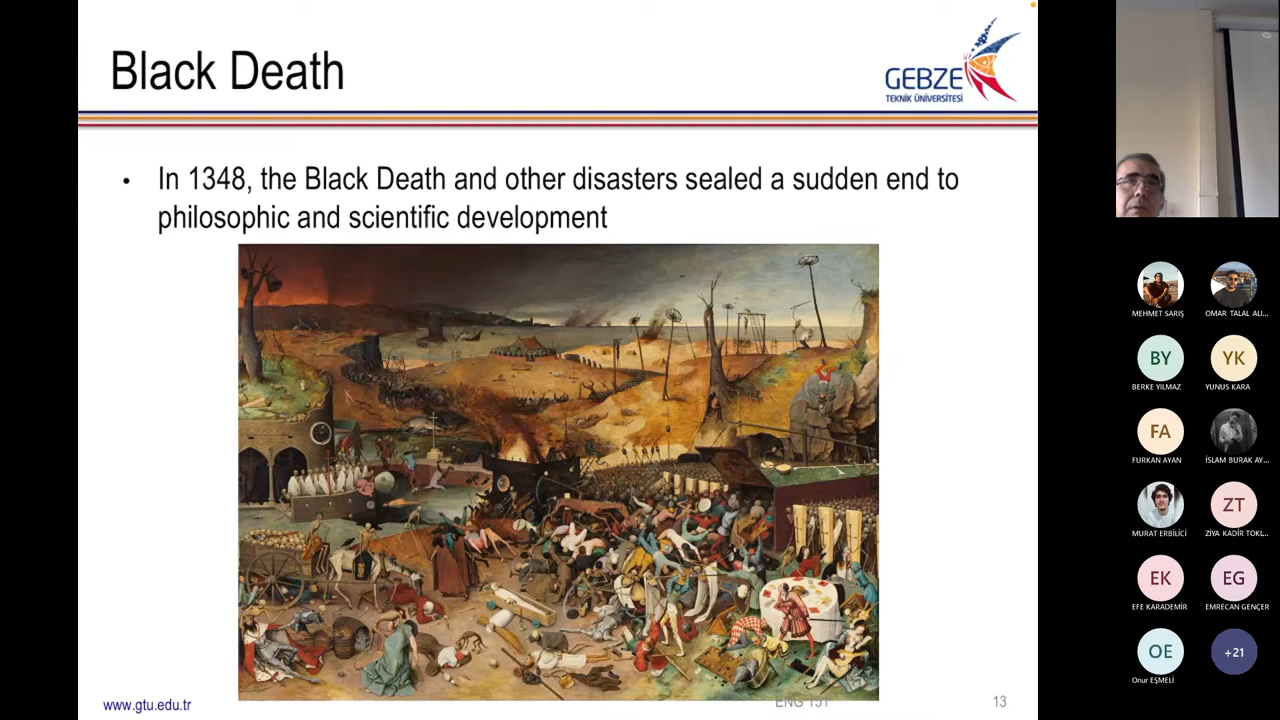 Black Death
GEBZE
TEKNİK ÜNİVERSİTESİ
• In 1348, the Black Death and other disasters sealed a sudden end to
philosophic and scientific development
www.gtu.edu.tr
ENG 151
13
MEHMET SARIŞ
OMAR TALAL ALI...
BY
YK
BERKE YILMAZ
YUNUS KARA
FA
FURKAN AYAN
İSLAM BURAK AY...
ZT
MURAT ERBİLİCİ
ZİYA KADİR TOKL...
EK
EG
EFE KARADEMİR
EMRECAN GENÇER
OE
+21
Onur EŞMELİ